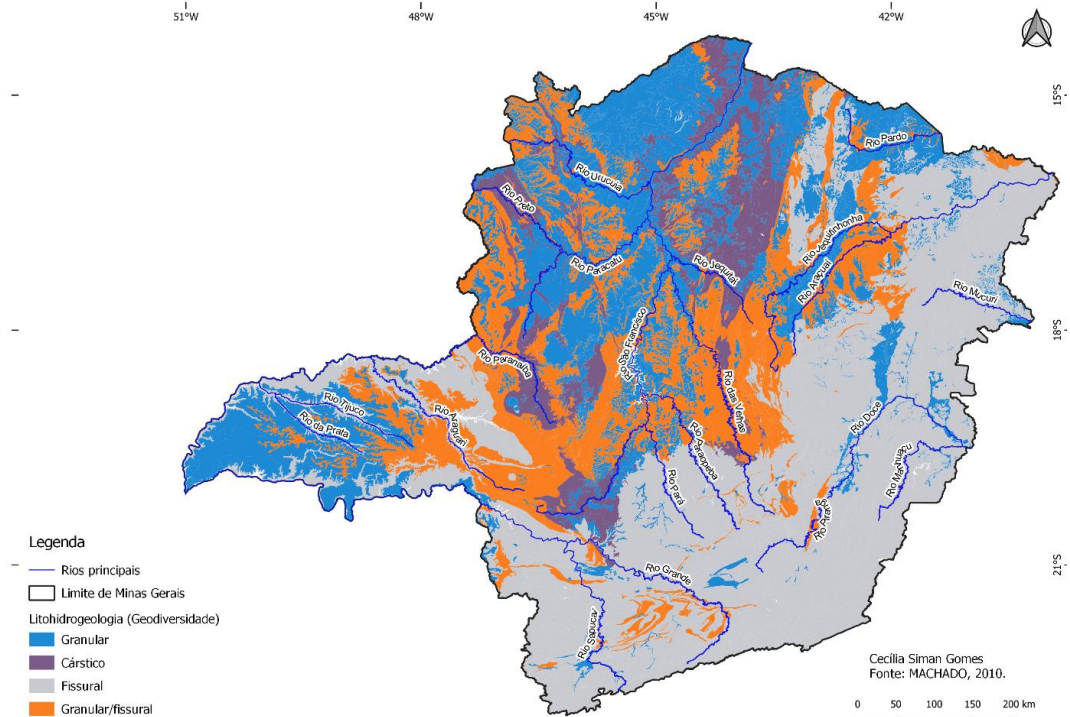 51°W
48°W
45°W
42°W
15°S
Rio Pardo
Rio Urucuia
Rio Preto
Rio Jequitinhonha
Rio Araçuaí
Rio Paracatu
Rio Jequitaí
Rio Mucuri
Rio São Francisco
18°S
Rio Paranaíba
Rio das Velhas
Rio Tijuco
Rio da Prata
Rio Araguari
Rio Doce
Rio Paraopeba
Rio Manhuaçu
Rio Pará
Rio Piranga
21°S
Rio Grande
Rio Sapucaí
Legenda
Rios principais
Limite de Minas Gerais
Litohidrogeologia (Geodiversidade)
Granular
Cárstico
Fissural
Granular/fissural
Cecília Siman Gomes
Fonte: MACHADO, 2010.
0 50 100 150 200 km